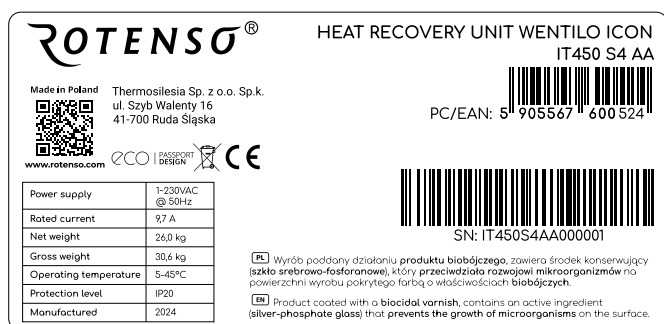 ROTENSO®
HEAT RECOVERY UNIT WENTILO ICON
IT450 S4 AA
Made in Poland
www.rotenso.com
Thermosilesia Sp. z o.o. Sp.k.
ul. Szyb Walenty 16
41-700 Ruda Śląska
eco PASSPORT
DESIGN
CE
PC/EAN: 5 905567 600524
SN: IT450S4AA000001
Power supply 1~230VAC
@ 50Hz
Rated current 9,7 A
Net weight 26,0 kg
Gross weight 30,6 kg
Operating temperature 5-45°C
Protection level IP20
Manufactured 2024
PL Wyrób poddany działaniu produktu biobójczego, zawiera środek konserwujący
(szkło srebrowo-fosforanowe), który przeciwdziała rozwojowi mikroorganizmów na
powierzchni wyrobu pokrytego farbą o właściwościach biobójczych.
EN Product coated with a biocidal varnish, contains an active ingredient
(silver-phosphate glass) that prevents the growth of microorganisms on the surface.